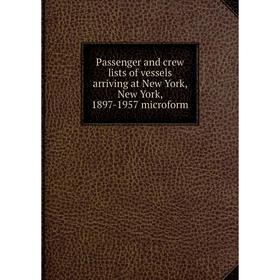 Passenger and crew
lists of vessels
arriving at New York,
New York,
1897-1957 microform